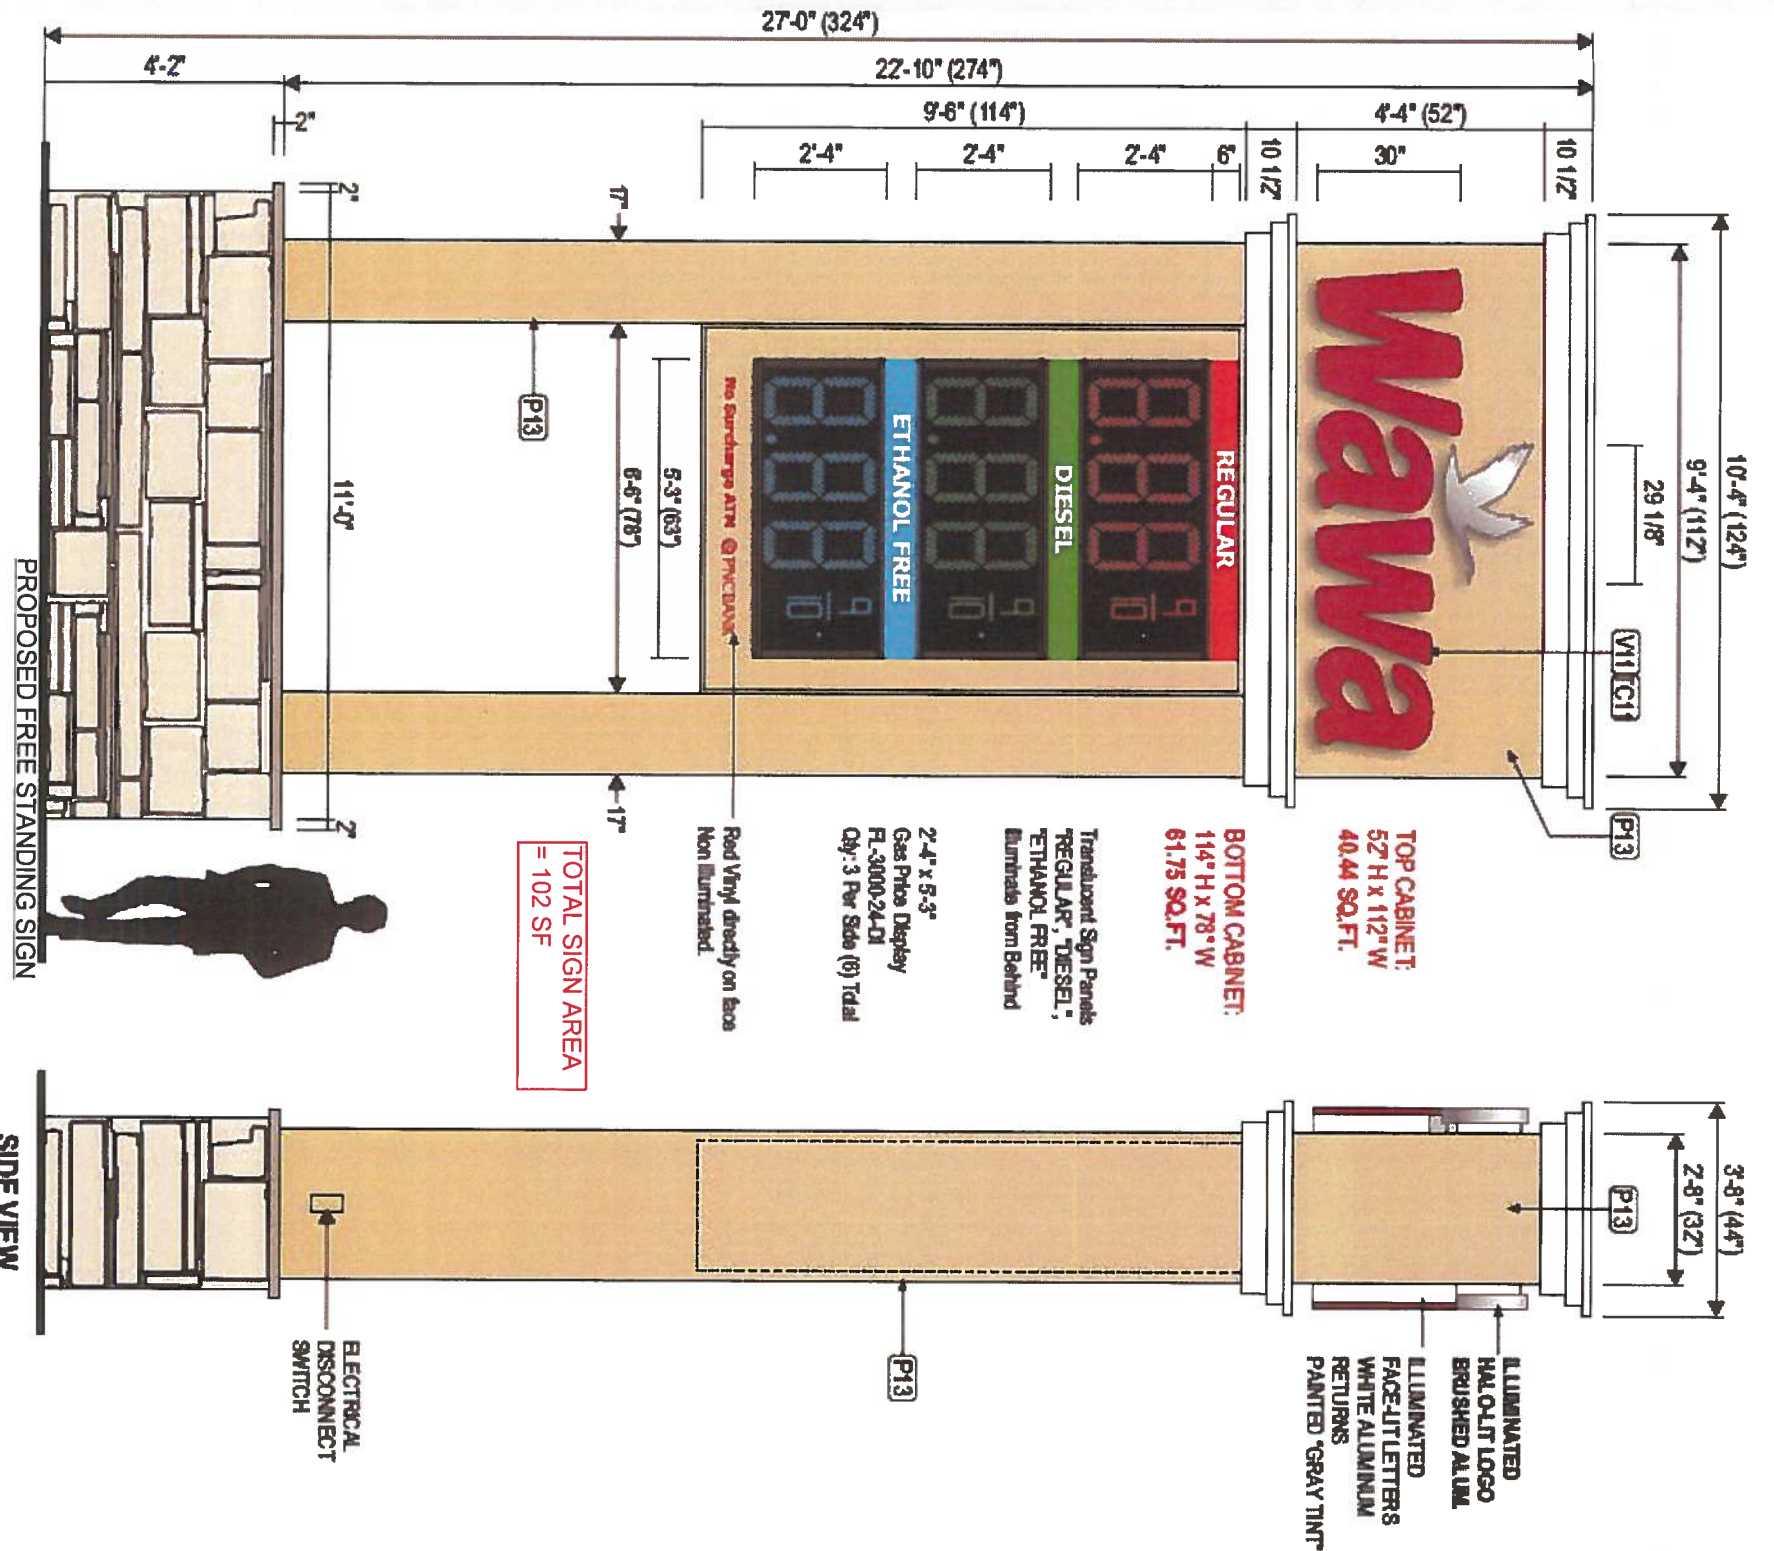 10'-4" (124")
9'-4" (112")
29 1/8"
V11 TC11
P13
27'-0" (324")
22'-10" (274")
4'-2"
2"
9'-6" (114")
4'-4" (52")
10 1/2"
30"
10 1/2"
6"
2'-4"
2'-4"
2'-4"
Wawa
REGULAR
9
10
DIESEL
9
10
ETHANOL FREE
9
10
No Surcharge ATM @PNCBANK
5'-3" (63")
6'-6" (78")
17"
17"
P13
2"
11'-0"
2"
PROPOSED FREE STANDING SIGN
TOP CABINET:
52" H x 112" W
40.44 SQ.FT.
BOTTOM CABINET:
114" H x 78" W
61.75 SQ.FT.
Translucent Sign Panels
"REGULAR", "DIESEL",
"ETHANOL FREE"
Illuminate from Behind
2'-4" x 5'-3"
Gas Price Display
FL-3000-24-DI
Qty: 3 Per Side (6) Total
Red Vinyl directly on face
Non Illuminated.
TOTAL SIGN AREA
= 102 SF
3'-8" (44")
2'-8" (32")
P13
ILLUMINATED
HALO-LIT LOGO
BRUSHED ALUM.
ILLUMINATED
FACE-LIT LETTERS
WHITE ALUMINUM
RETURNS
PAINTED "GRAY TINT"
P13
ELECTRICAL
DISCONNECT
SWITCH
SIDE VIEW